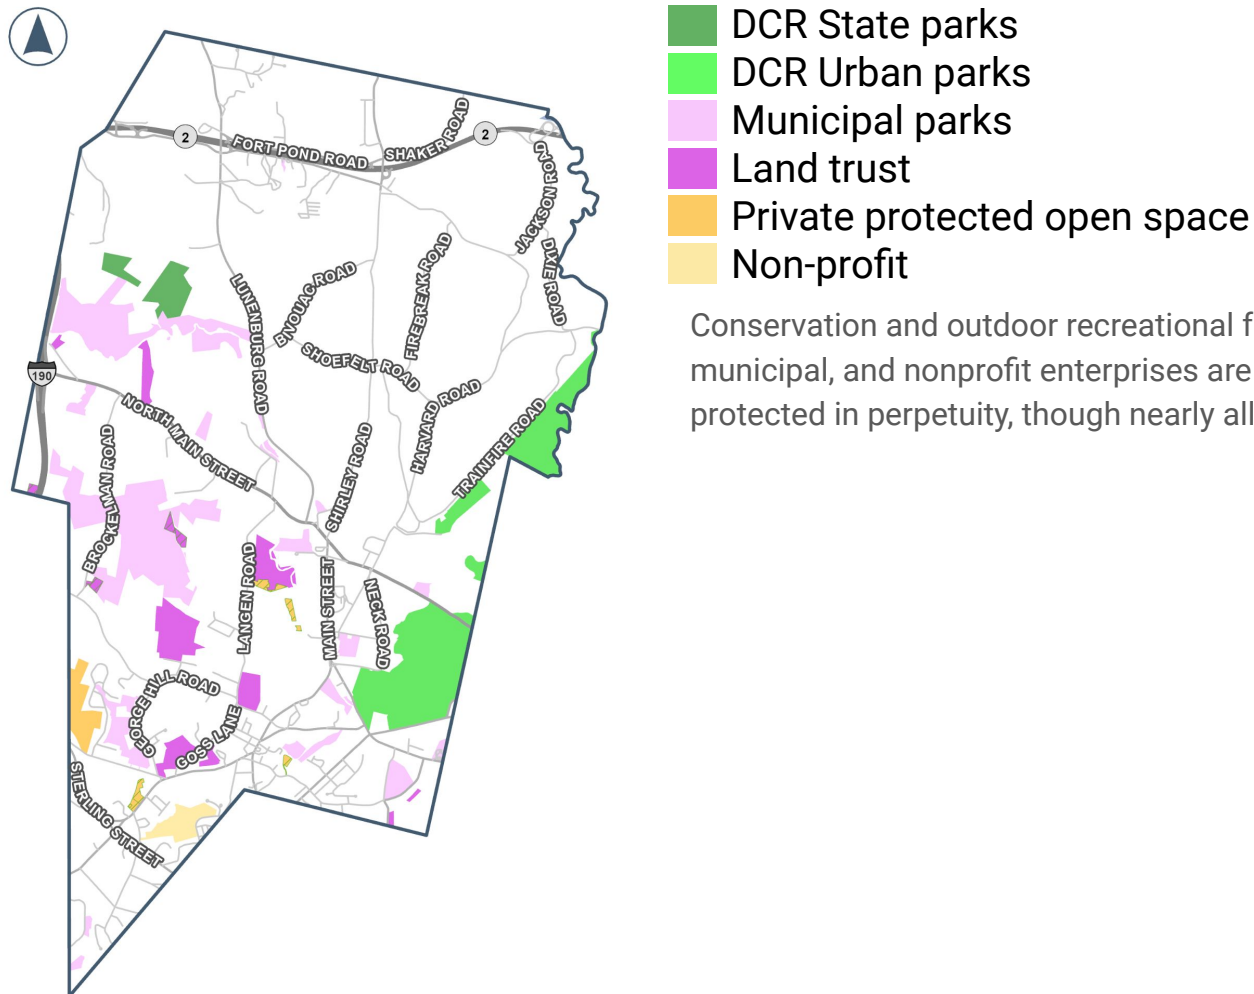 DCR State parks
DCR Urban parks
Municipal parks
Land trust
Private protected open space
Non-profit
Conservation and outdoor recreational f
municipal, and nonprofit enterprises are
protected in perpetuity, though nearly all
2
FORT POND ROAD
SHAKER ROAD
2
JACKSON ROAD
DIXIE ROAD
LUNENBURG ROAD
BIVOUAC ROAD
FIREBREAK ROAD
SHOEFELT ROAD
190
NORTH MAIN STREET
HARVARD ROAD
TRAINFIRE ROAD
SHIRLEY ROAD
BROCKELMAN ROAD
LANGEN ROAD
MAIN STREET
NECK ROAD
GEORGE HILL ROAD
GOSS LANE
STERLING STREET